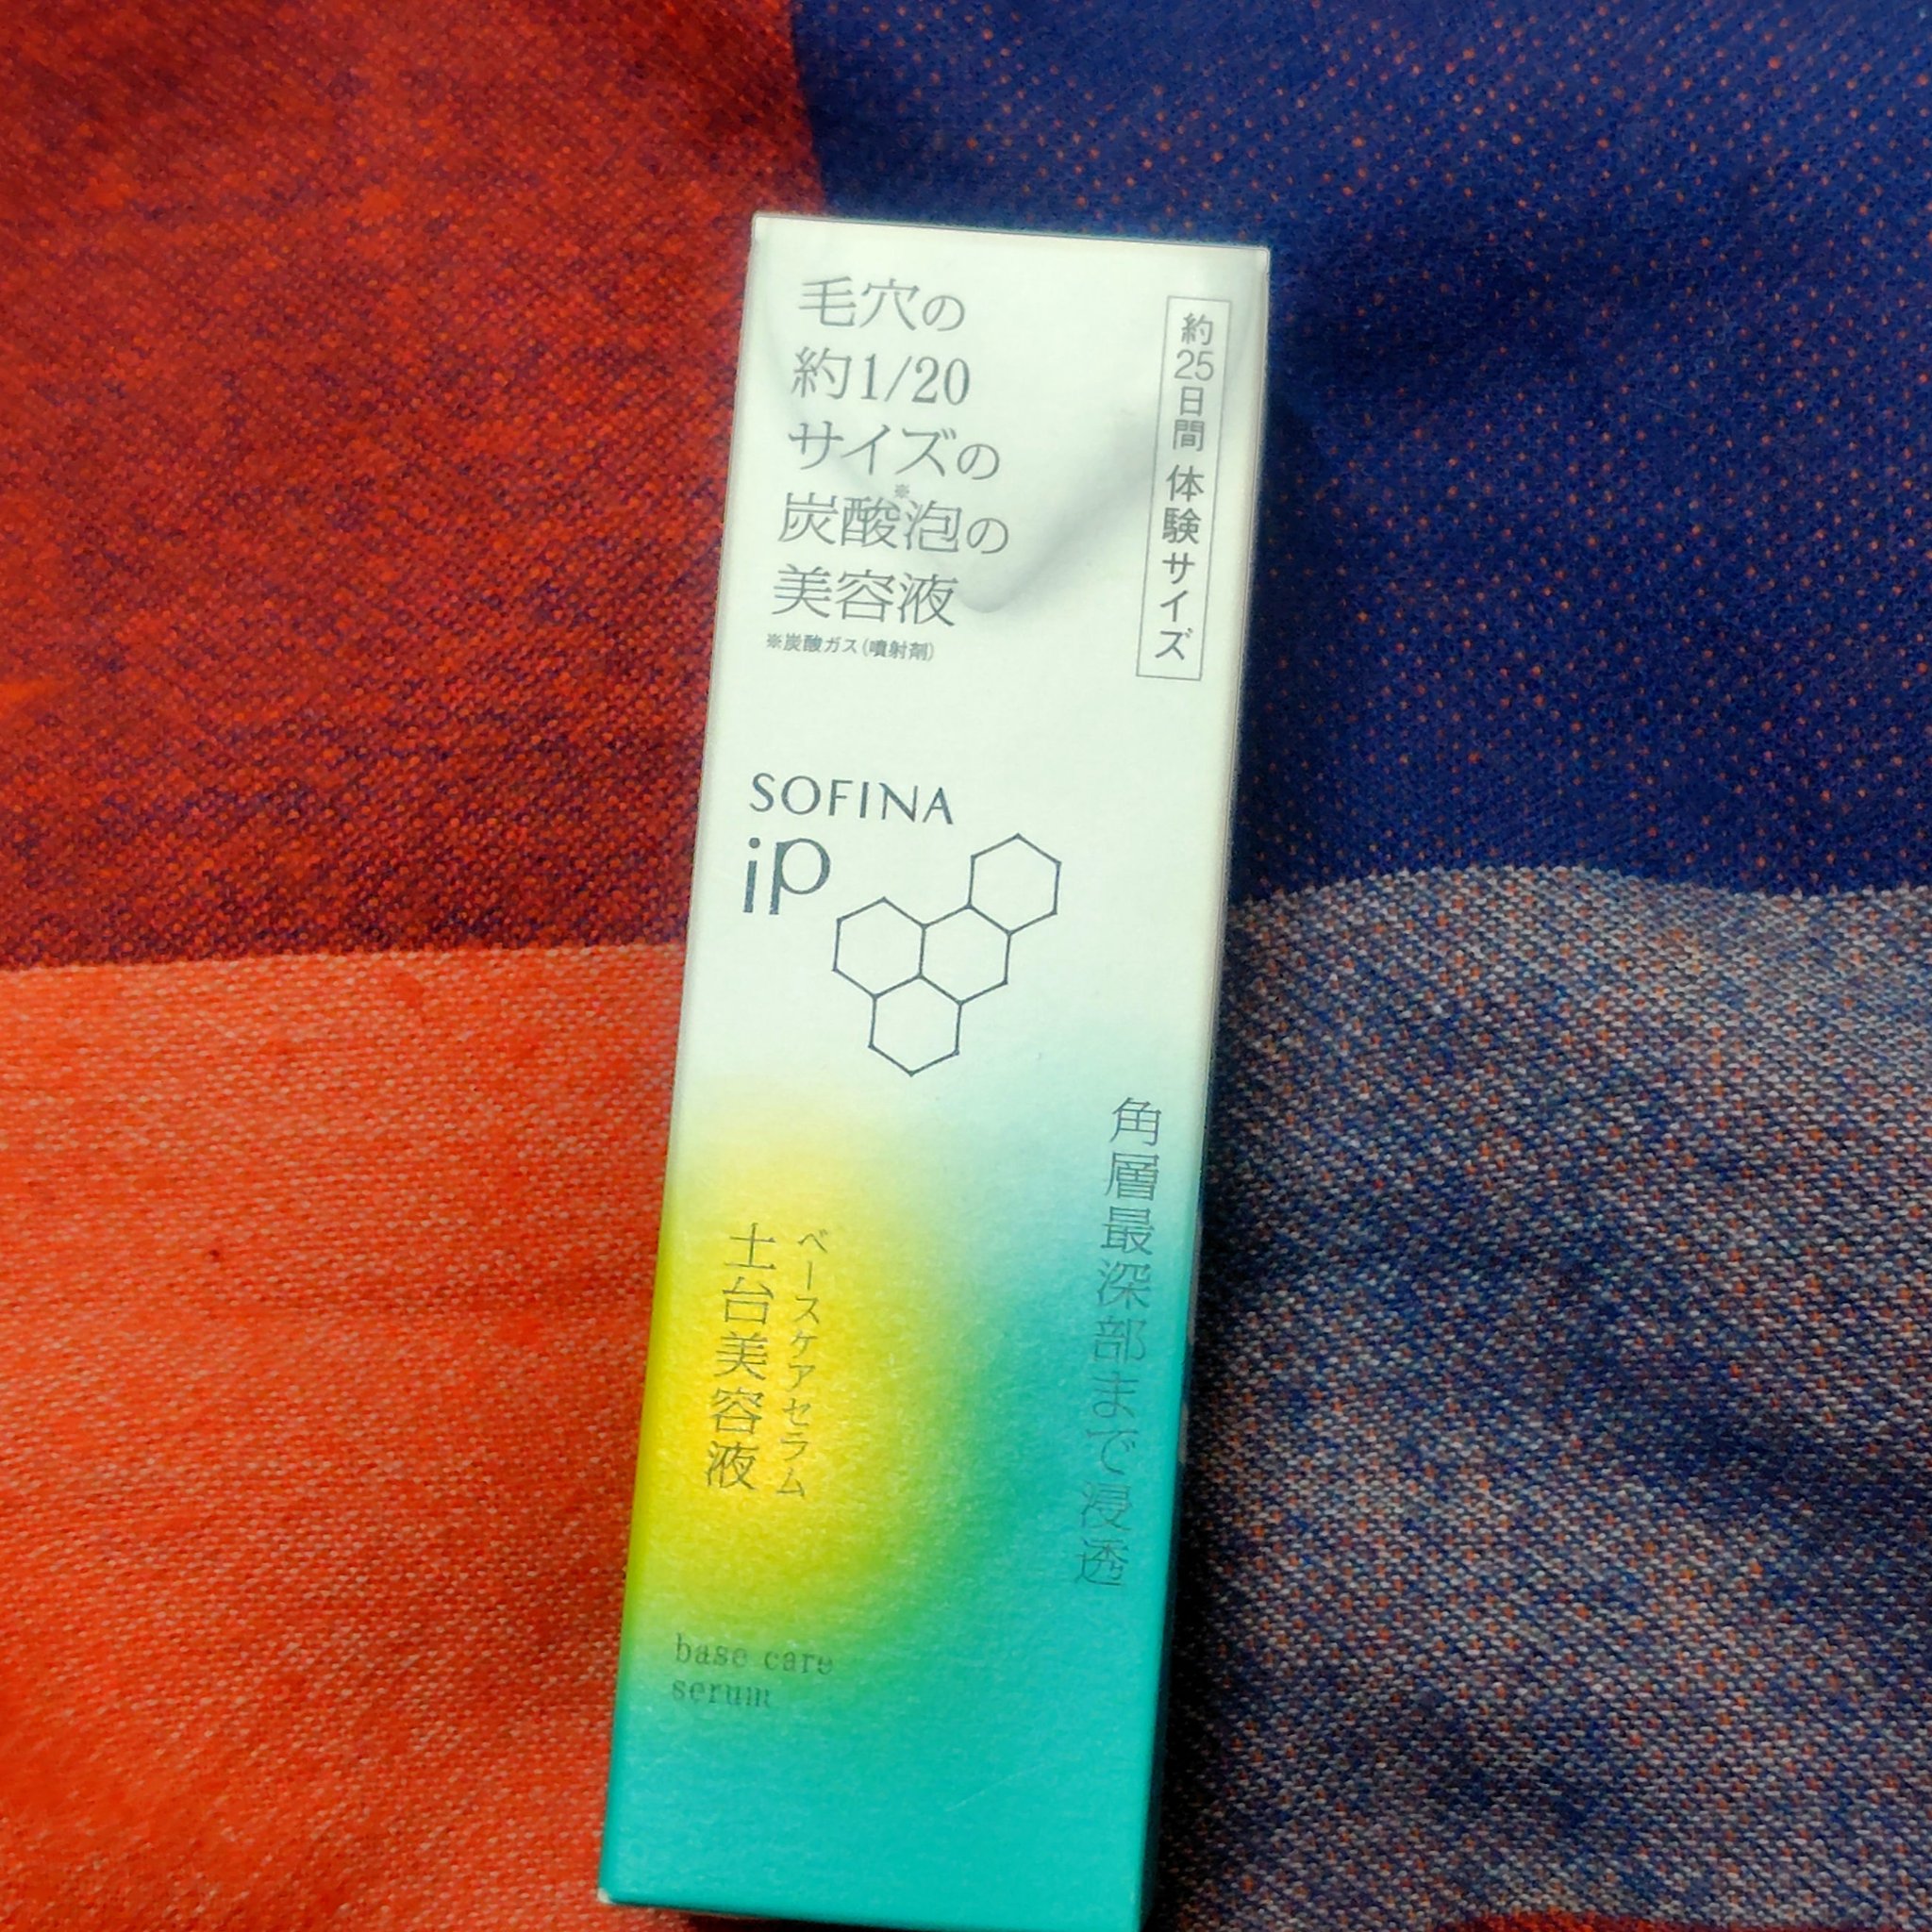 毛穴の
約1/20
サイズの
炭酸※泡の
美容液
※炭酸ガス(噴射剤)
約25日間 体験サイズ
SOFINA
iP
角層最深部まで浸透
ベースケアセラム
土台美容液
base care
serum